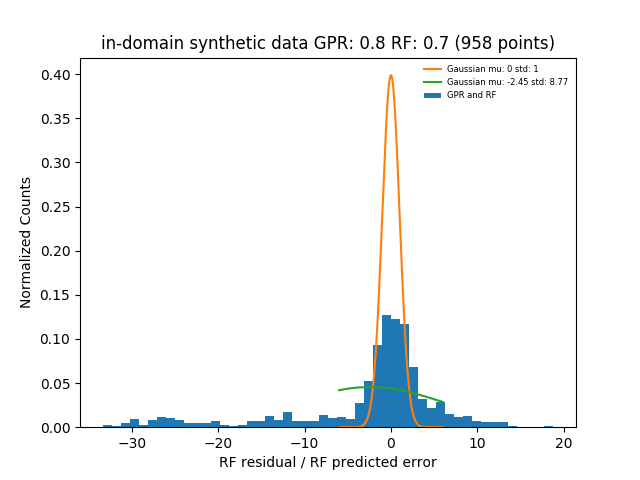 in-domain synthetic data GPR: 0.8 RF: 0.7 (958 points)
Gaussian mu: 0 std: 1
Gaussian mu: -2.45 std: 8.77
GPR and RF
Normalized Counts
0.40
0.35
0.30
0.25
0.20
0.15
0.10
0.05
0.00
−30 −20 −10 0 10 20
RF residual / RF predicted error